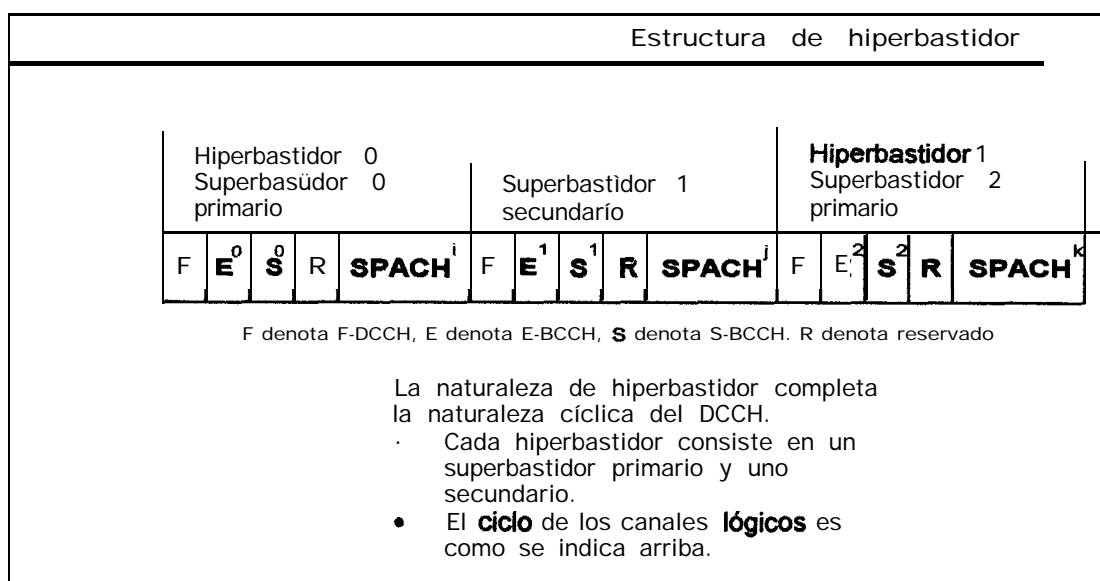 Estructura de hiperbastidor
Hiperbastidor 0
Superbasüdor 0
primario
Superbastìdor 1
secundarío
Hiperbastidor 1
Superbastidor 2
primario
F E⁰ S⁰ R SPACHⁱ F E¹ S¹ R SPACHʲ F E;² S² R SPACHᵏ
F denota F-DCCH, E denota E-BCCH, S denota S-BCCH. R denota reservado
La naturaleza de hiperbastidor completa
la naturaleza cíclica del DCCH.
· Cada hiperbastidor consiste en un
superbastidor primario y uno
secundario.
• El ciclo de los canales lógicos es
como se indica arriba.